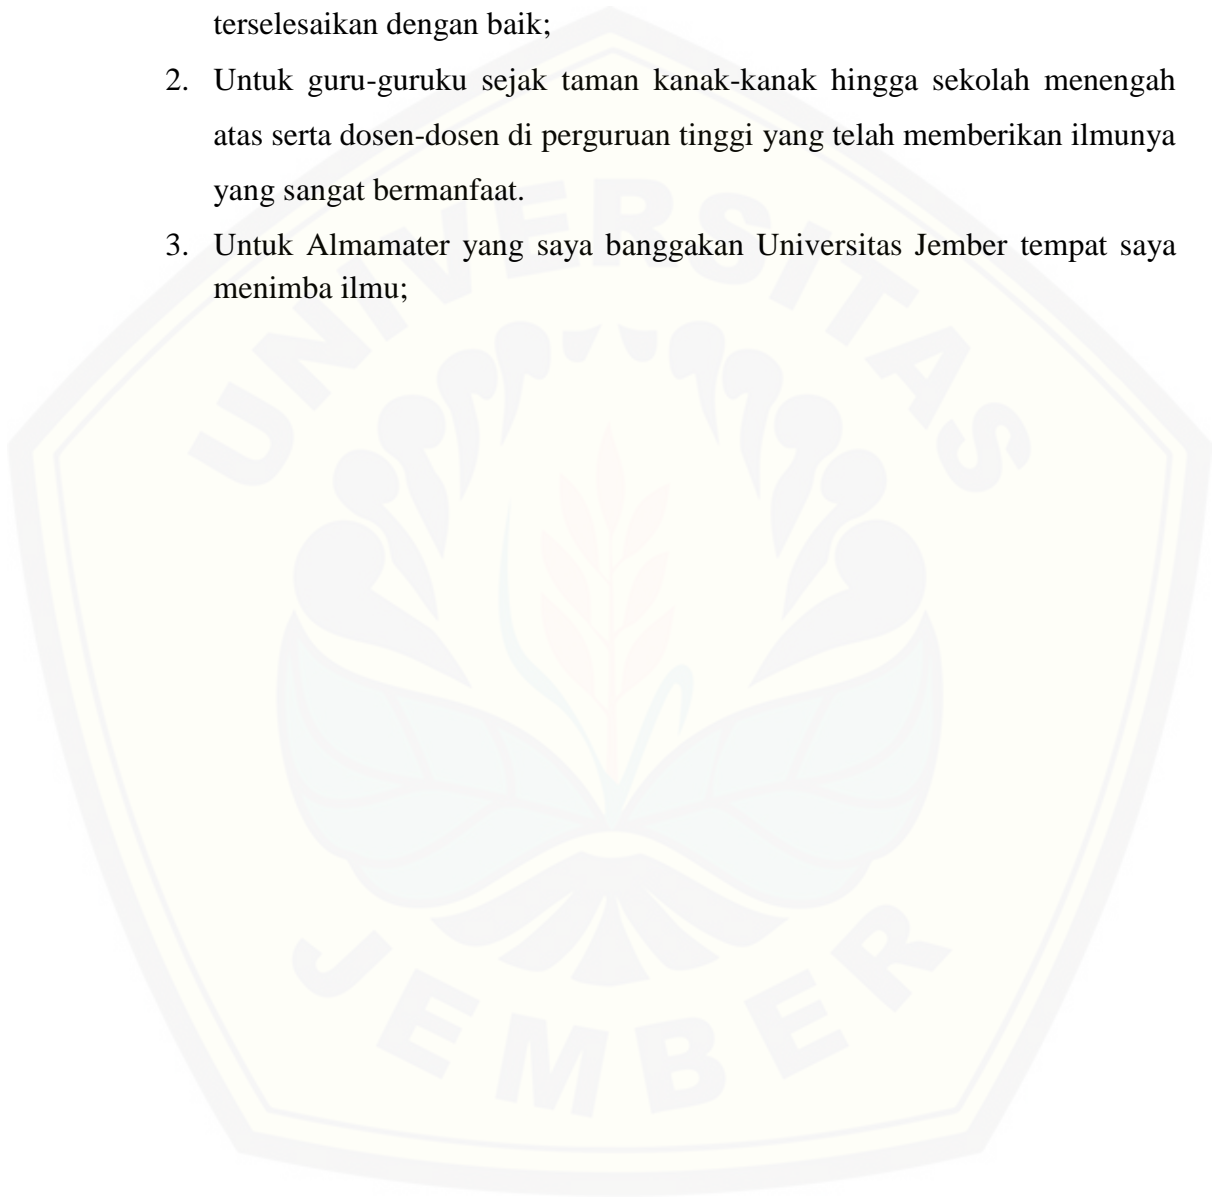 terselesaikan dengan baik;
2. Untuk guru-guruku sejak taman kanak-kanak hingga sekolah menengah
atas serta dosen-dosen di perguruan tinggi yang telah memberikan ilmunya
yang sangat bermanfaat.
3. Untuk Almamater yang saya banggakan Universitas Jember tempat saya
menimba ilmu;
UNIVERSITAS
JEMBER